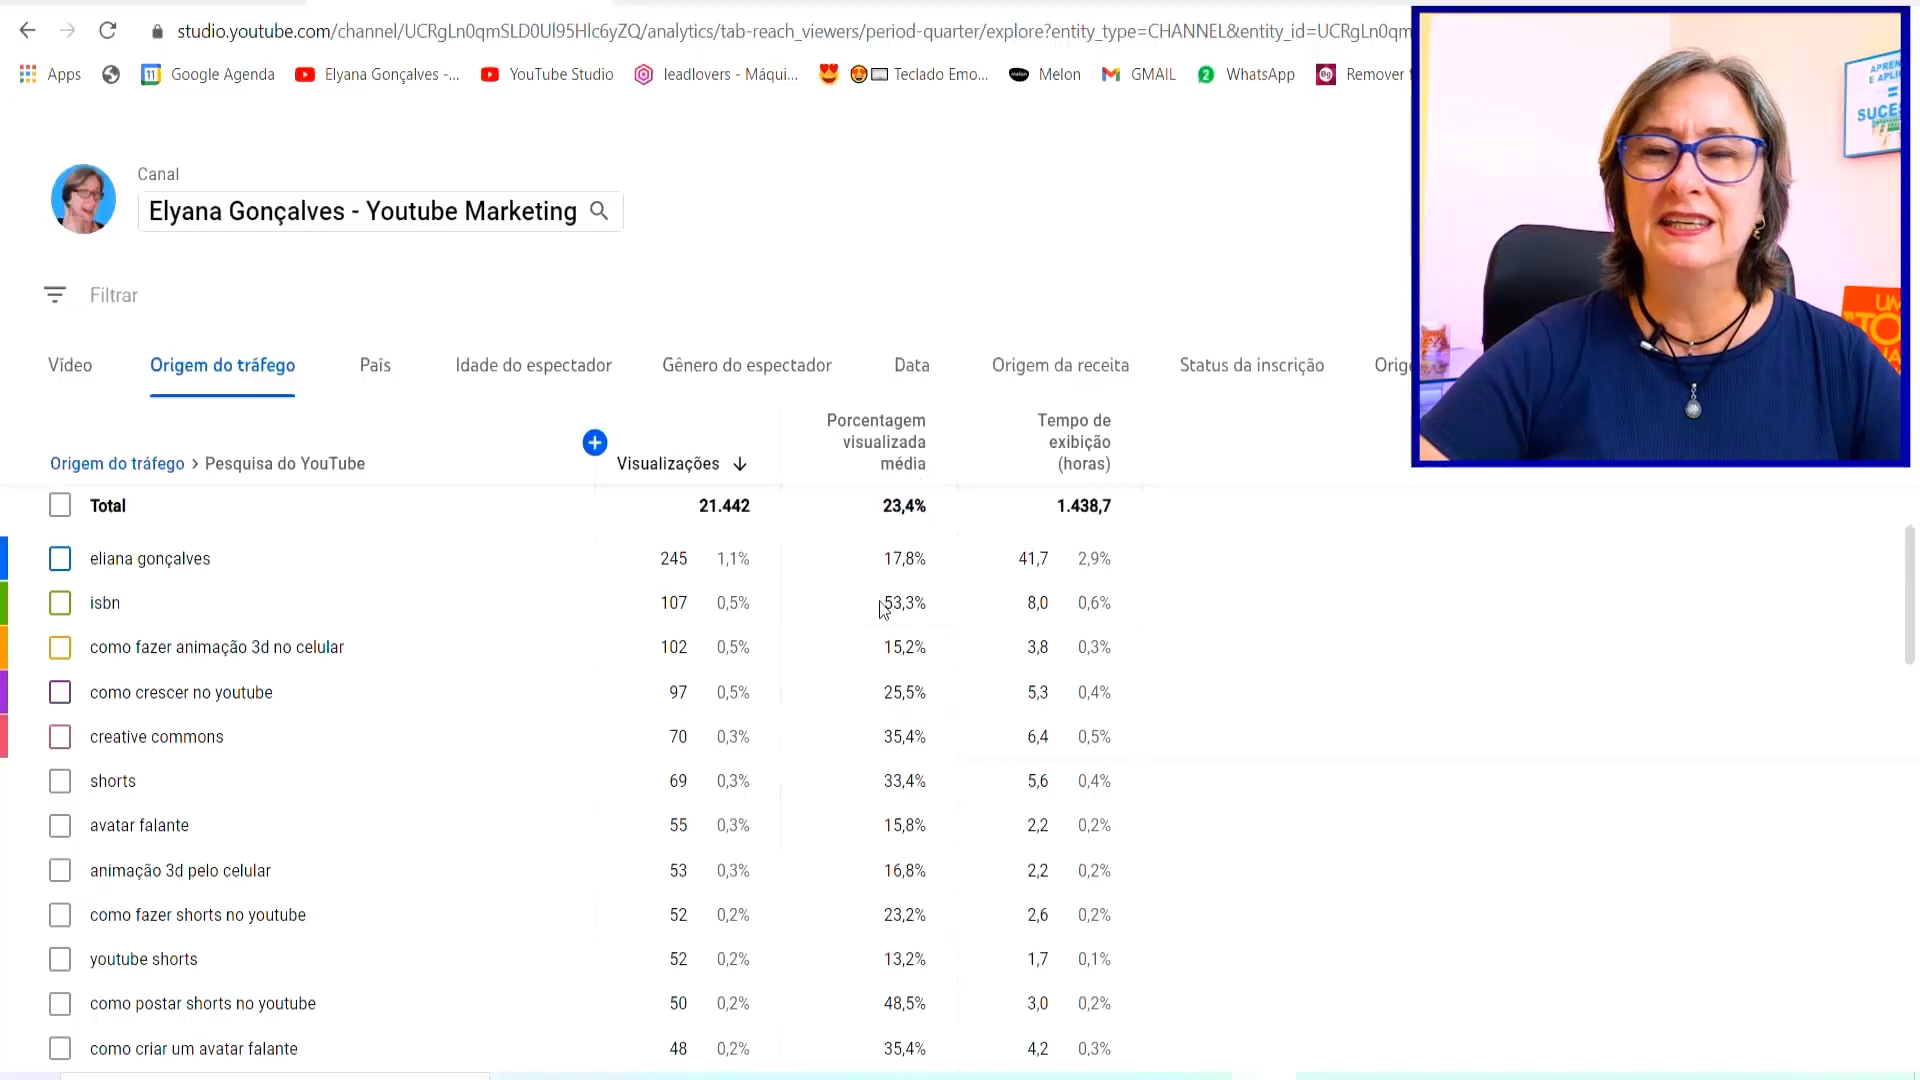 studio.youtube.com/channel/UCRgLn0qmSLD0Ul95Hlc6yZQ/analytics/tab-reach_viewers/period-quarter/explore?entity_type=CHANNEL&entity_id=UCRgLn0qm
Apps
11 Google Agenda
Elyana Gonçalves -...
YouTube Studio
leadlovers - Máqui...
Teclado Emo...
Melon
GMAIL
2 WhatsApp
Bg Remover
APREN
E APLI
=
SUCES
UM
"TO
Canal
Elyana Gonçalves - Youtube Marketing
Filtrar
Vídeo Origem do tráfego País Idade do espectador Gênero do espectador Data Origem da receita Status da inscrição Orig
Origem do tráfego > Pesquisa do YouTube
+
Visualizações ↓
Porcentagem
visualizada
média
Tempo de
exibição
(horas)
Total 21.442 23,4% 1.438,7
eliana gonçalves 245 1,1% 17,8% 41,7 2,9%
isbn 107 0,5% 53,3% 8,0 0,6%
como fazer animação 3d no celular 102 0,5% 15,2% 3,8 0,3%
como crescer no youtube 97 0,5% 25,5% 5,3 0,4%
creative commons 70 0,3% 35,4% 6,4 0,5%
shorts 69 0,3% 33,4% 5,6 0,4%
avatar falante 55 0,3% 15,8% 2,2 0,2%
animação 3d pelo celular 53 0,3% 16,8% 2,2 0,2%
como fazer shorts no youtube 52 0,2% 23,2% 2,6 0,2%
youtube shorts 52 0,2% 13,2% 1,7 0,1%
como postar shorts no youtube 50 0,2% 48,5% 3,0 0,2%
como criar um avatar falante 48 0,2% 35,4% 4,2 0,3%